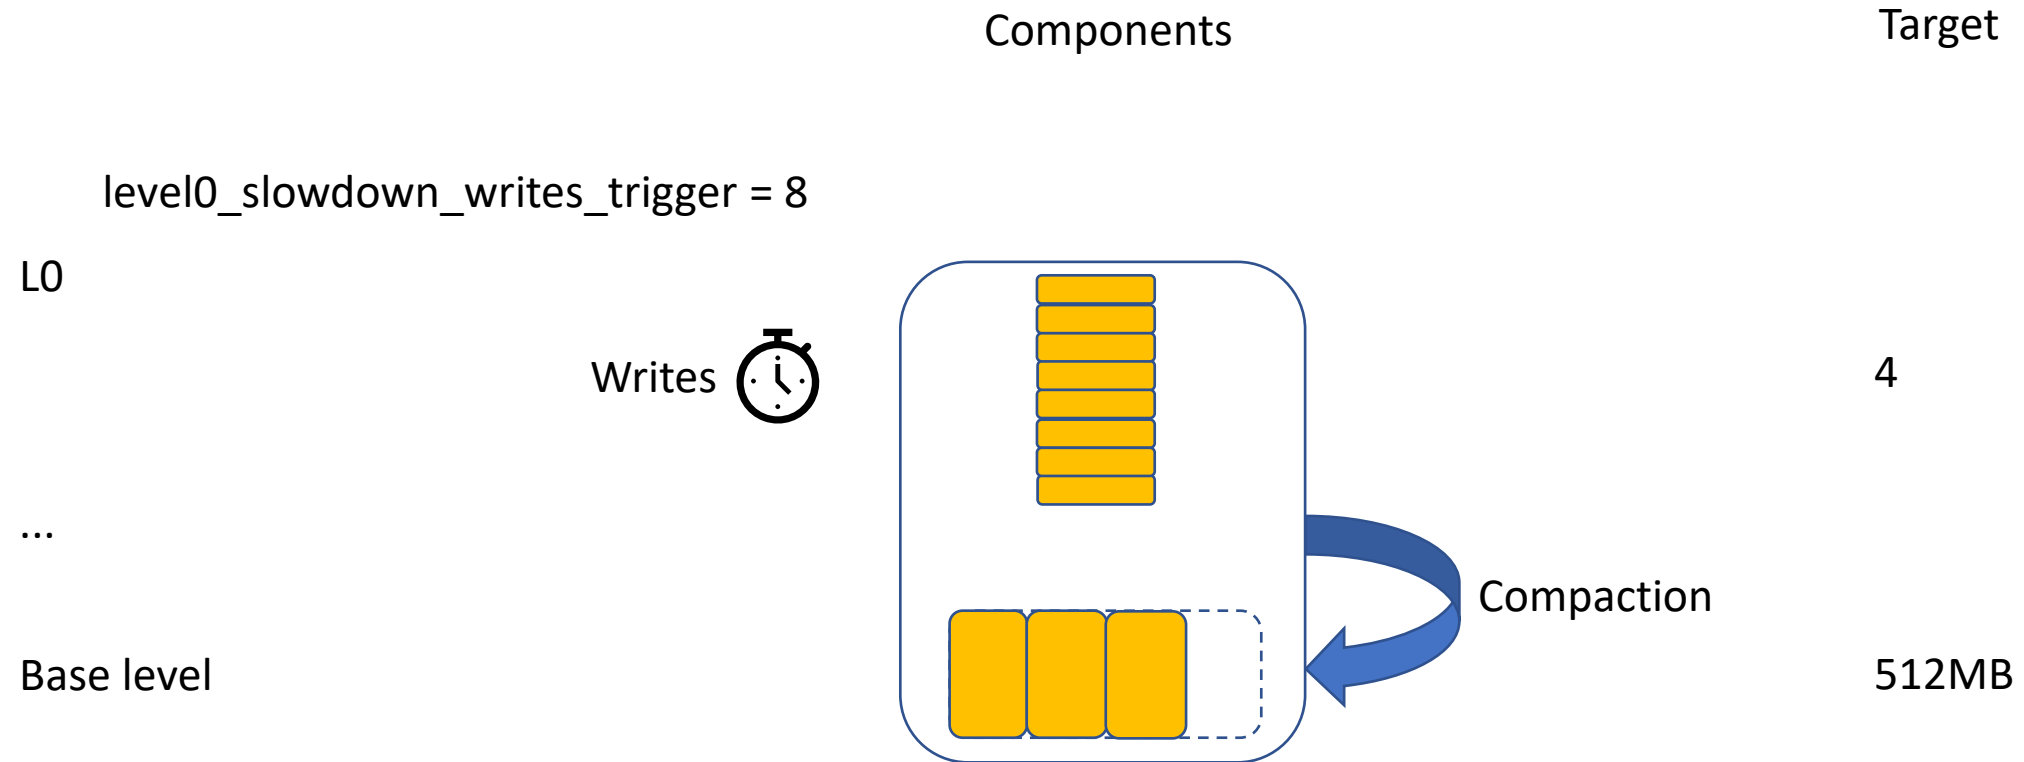 Components
Target
level0_slowdown_writes_trigger = 8
L0
Writes
4
...
Compaction
Base level
512MB